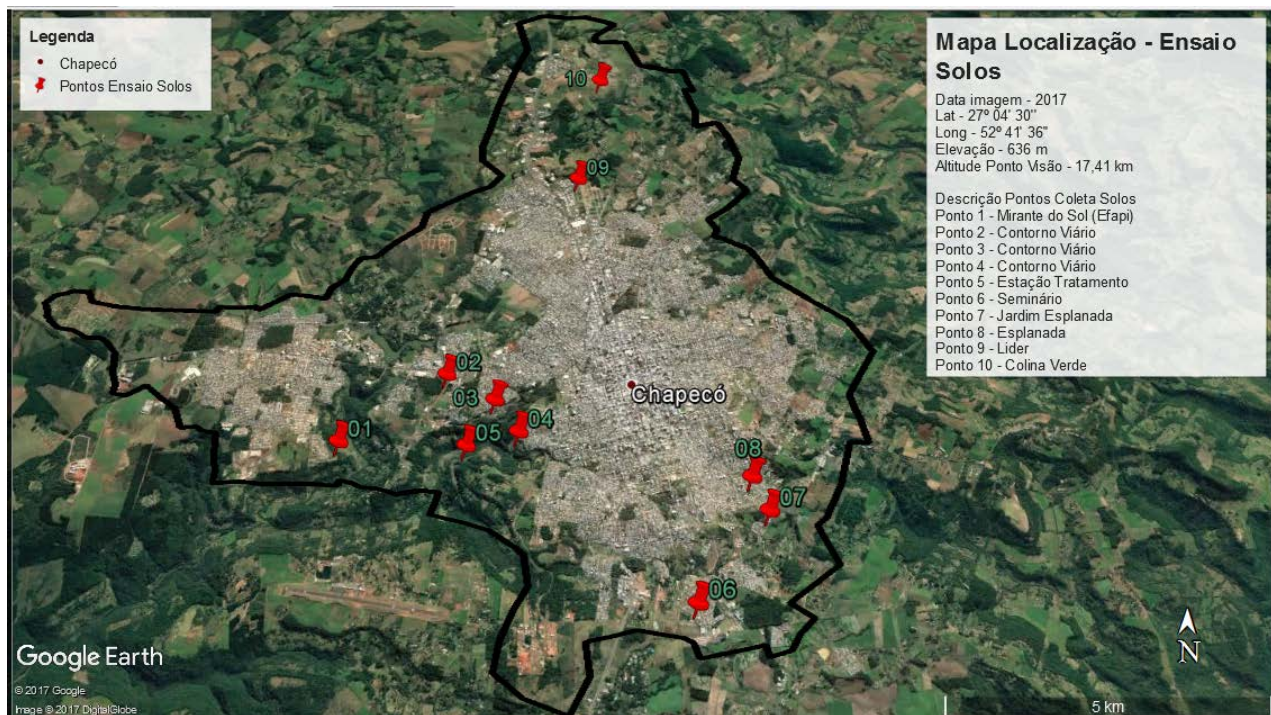 Legenda
Chapecó
Pontos Ensaio Solos
Mapa Localização - Ensaio
Solos
Data imagem - 2017
Lat - 27º 04' 30"
Long - 52º 41' 36"
Elevação - 636 m
Altitude Ponto Visão - 17,41 km
Descrição Pontos Coleta Solos
Ponto 1 - Mirante do Sol (Efapi)
Ponto 2 - Contorno Viário
Ponto 3 - Contorno Viário
Ponto 4 - Contorno Viário
Ponto 5 - Estação Tratamento
Ponto 6 - Seminário
Ponto 7 - Jardim Esplanada
Ponto 8 - Esplanada
Ponto 9 - Lider
Ponto 10 - Colina Verde
10
09
02
03
Chapecó
01
05
04
08
07
06
N
Google Earth
© 2017 Google
Image © 2017 DigitalGlobe
5 km